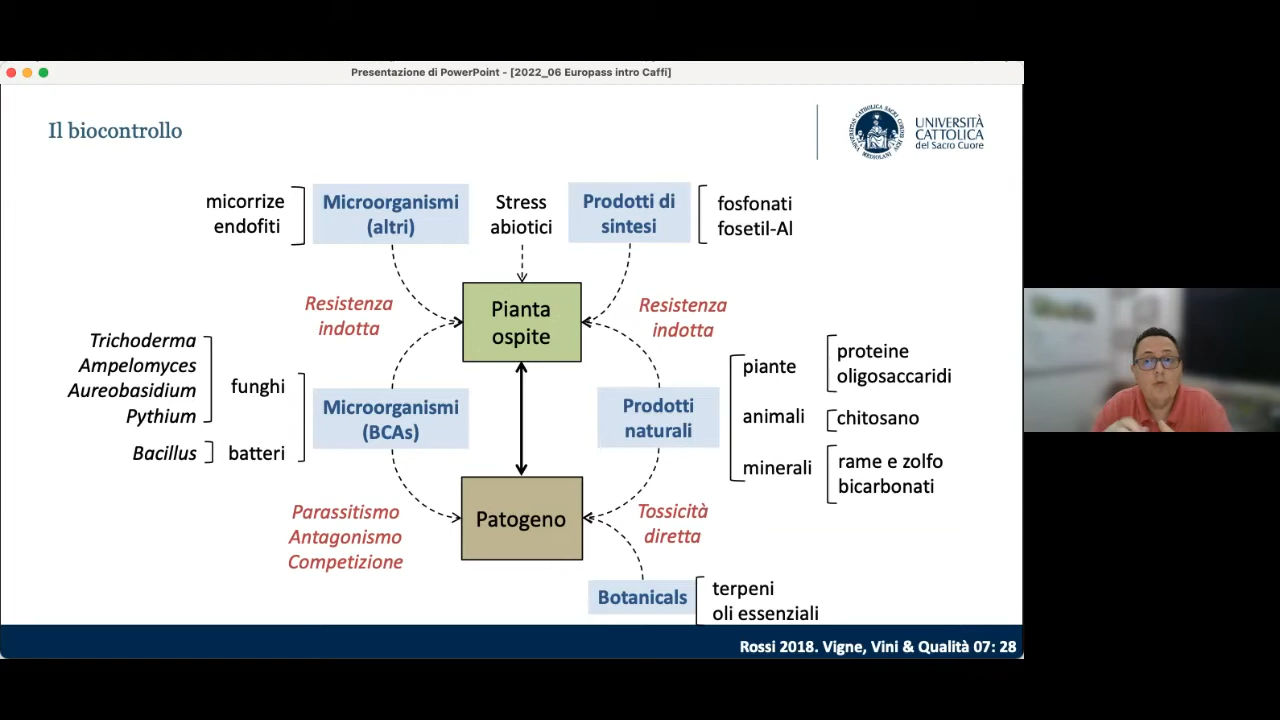 Presentazione di PowerPoint - [2022_06 Europass intro Caffi]
Il biocontrollo
UNIVERSITÀ
CATTOLICA
del Sacro Cuore
micorrize
endofiti
Microorganismi
(altri)
Stress
abiotici
Prodotti di
sintesi
fosfonati
fosetil-Al
Resistenza
indotta
Pianta
ospite
Resistenza
indotta
Trichoderma
Ampelomyces
Aureobasidium
Pythium
funghi
Bacillus
batteri
Microorganismi
(BCAs)
Prodotti
naturali
piante
proteine
oligosaccaridi
animali
chitosano
minerali
rame e zolfo
bicarbonati
Parassitismo
Antagonismo
Competizione
Patogeno
Tossicità
diretta
Botanicals
terpeni
oli essenziali
Rossi 2018. Vigne, Vini & Qualità 07: 28